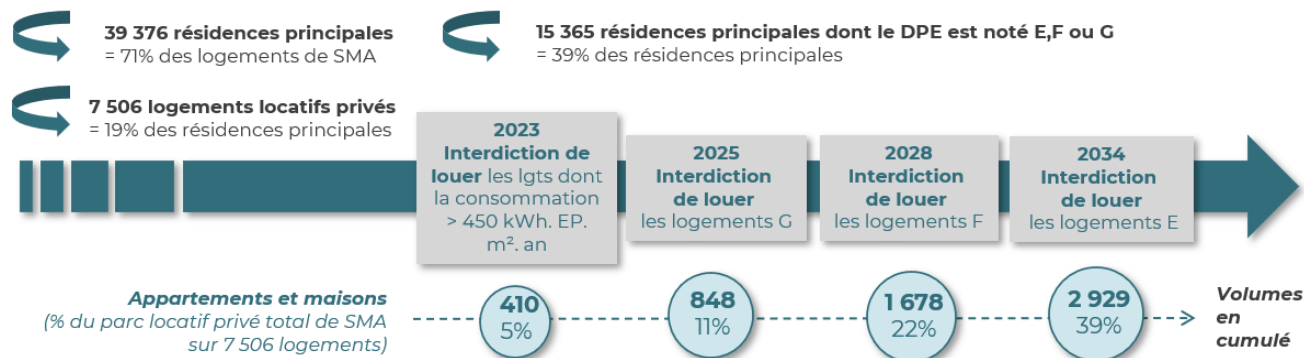 39 376 résidences principales
= 71% des logements de SMA
15 365 résidences principales dont le DPE est noté E,F ou G
= 39% des résidences principales
7 506 logements locatifs privés
= 19% des résidences principales
2023
Interdiction de
louer les lgts dont
la consommation
> 450 kWh. EP.
m². an
2025
Interdiction
de louer
les logements G
2028
Interdiction
de louer
les logements F
2034
Interdiction
de louer
les logements E
Appartements et maisons
(% du parc locatif privé total de SMA
sur 7 506 logements)
410
5%
848
11%
1 678
22%
2 929
39%
Volumes
en
cumulé